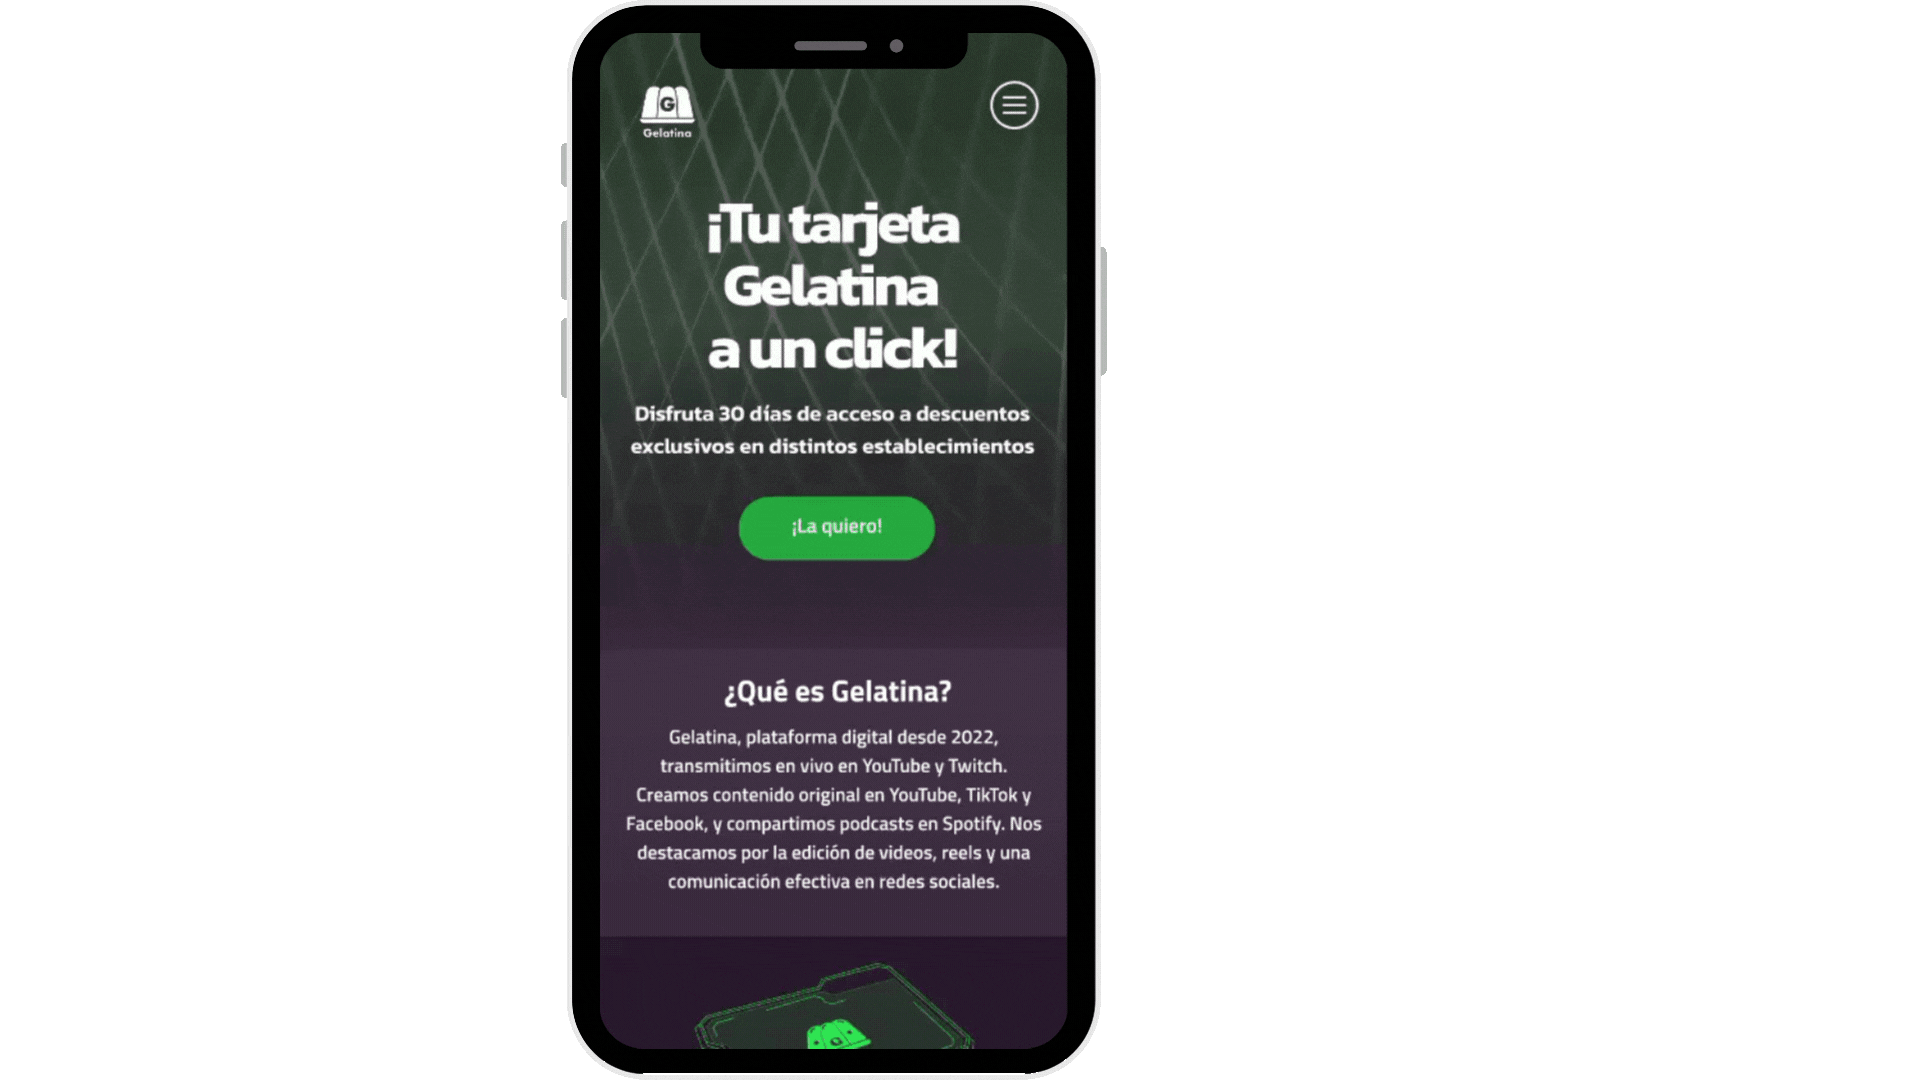 G
Gelatina
¡Tu tarjeta
Gelatina
a un click!
Disfruta 30 días de acceso a descuentos
exclusivos en distintos establecimientos
¡La quiero!
¿Qué es Gelatina?
Gelatina, plataforma digital desde 2022,
transmitimos en vivo en YouTube y Twitch.
Creamos contenido original en YouTube, TikTok y
Facebook, y compartimos podcasts en Spotify. Nos
destacamos por la edición de videos, reels y una
comunicación efectiva en redes sociales.
G